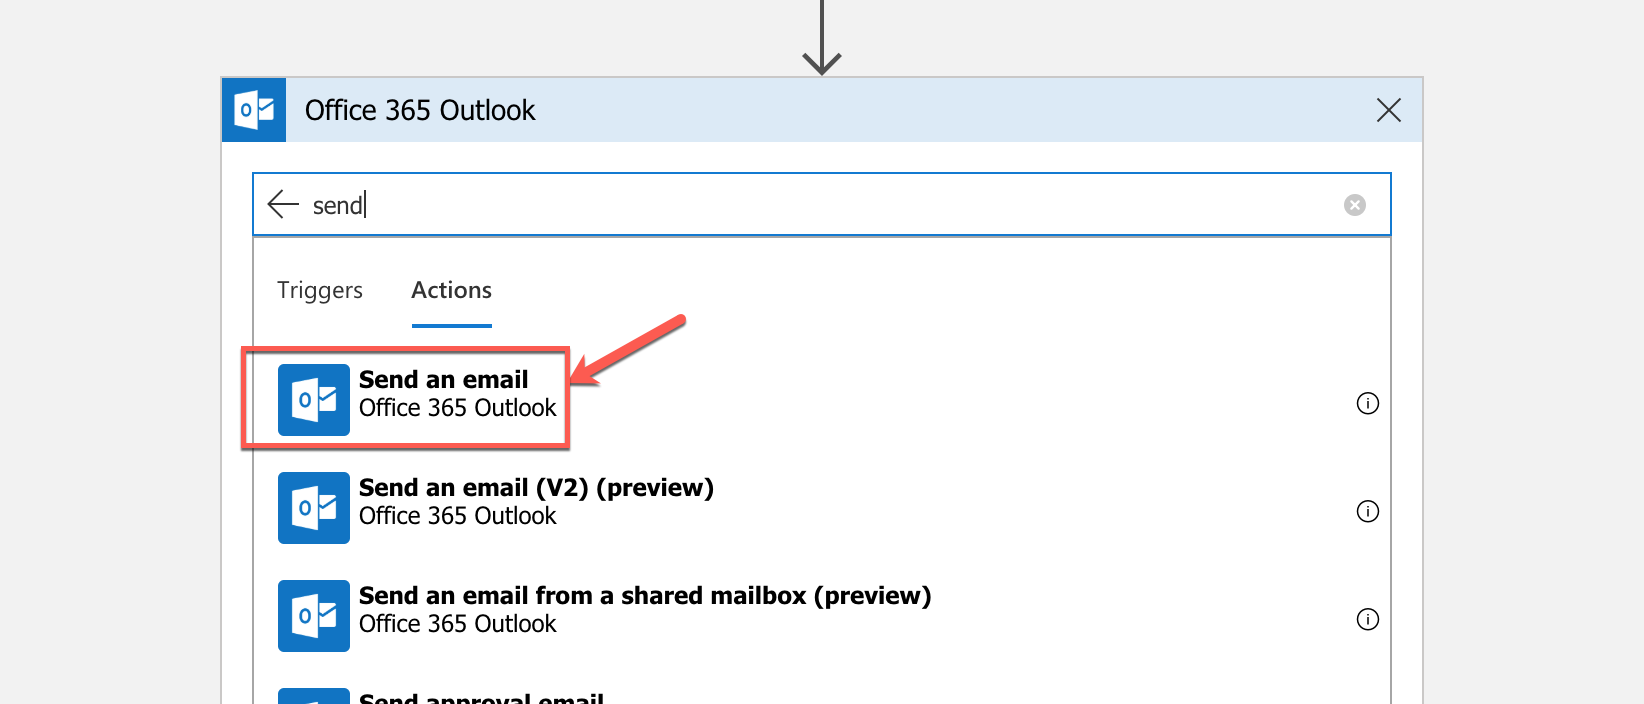 Office 365 Outlook
send
Triggers Actions
Send an email
Office 365 Outlook
Send an email (V2) (preview)
Office 365 Outlook
Send an email from a shared mailbox (preview)
Office 365 Outlook
Send approval email